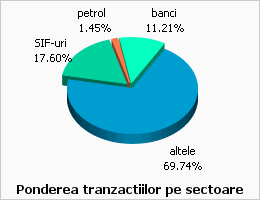 petrol
1.45%
banci
11.21%
SIF-uri
17.60%
altele
69.74%
Ponderea tranzactiilor pe sectoare